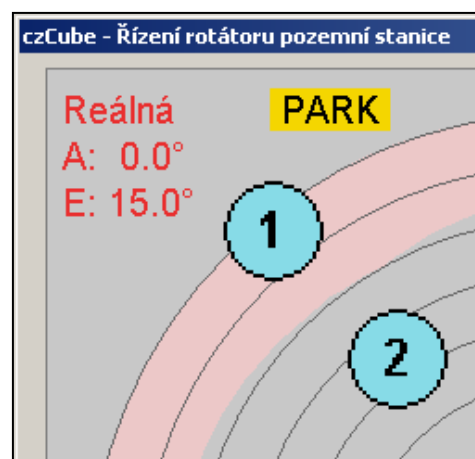 czCube - Řízení rotátoru pozemní stanice
Reálná PARK
A: 0.0°
E: 15.0°
1
2